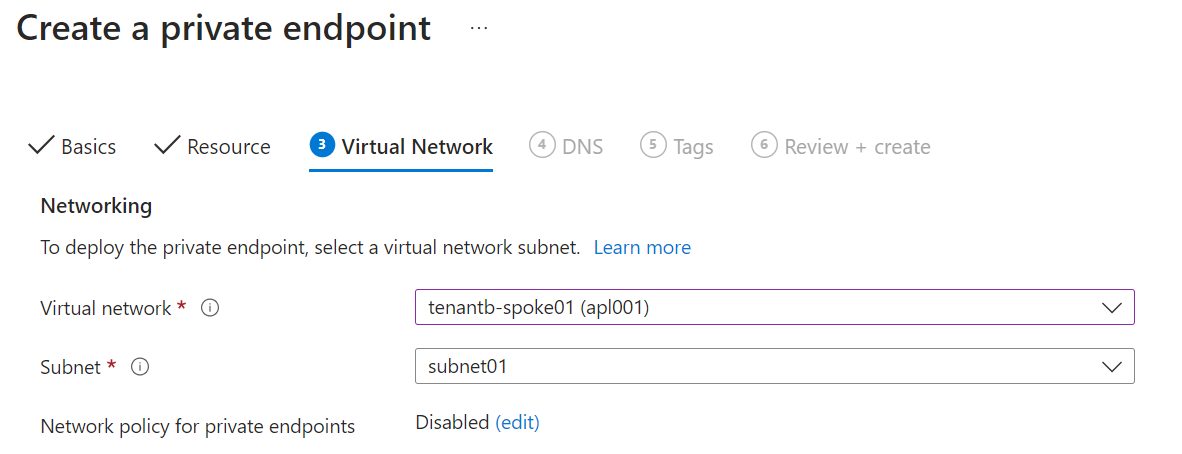 Create a private endpoint ...
Basics Resource 3 Virtual Network 4 DNS 5 Tags 6 Review + create
Networking
To deploy the private endpoint, select a virtual network subnet. Learn more
Virtual network * tenantb-spoke01 (apl001)
Subnet * subnet01
Network policy for private endpoints Disabled (edit)